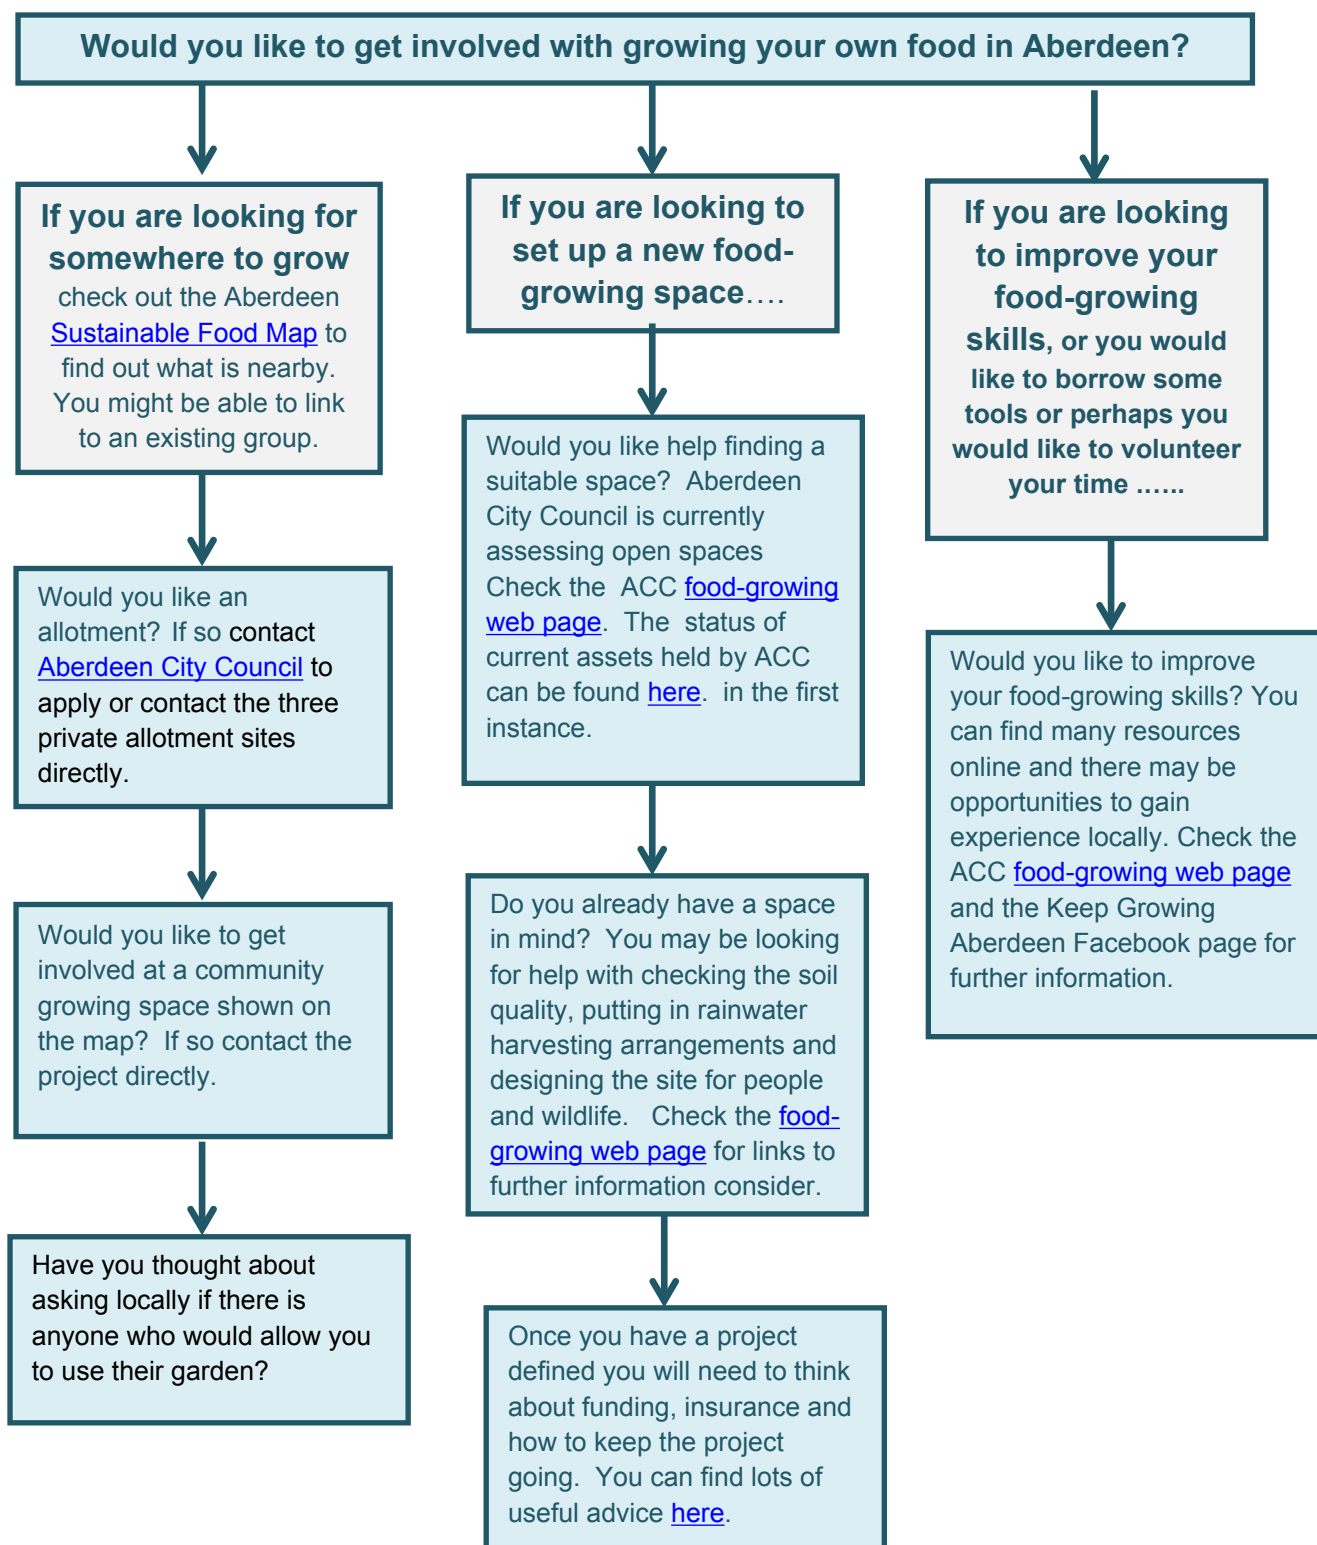 Would you like to get involved with growing your own food in Aberdeen?
If you are looking for
somewhere to grow
check out the Aberdeen
Sustainable Food Map to
find out what is nearby.
You might be able to link
to an existing group.
Would you like an
allotment? If so contact
Aberdeen City Council to
apply or contact the three
private allotment sites
directly.
Would you like to get
involved at a community
growing space shown on
the map? If so contact the
project directly.
Have you thought about
asking locally if there is
anyone who would allow you
to use their garden?
If you are looking to
set up a new food-
growing space….
Would you like help finding a
suitable space? Aberdeen
City Council is currently
assessing open spaces
Check the ACC food-growing
web page. The status of
current assets held by ACC
can be found here. in the first
instance.
Do you already have a space
in mind? You may be looking
for help with checking the soil
quality, putting in rainwater
harvesting arrangements and
designing the site for people
and wildlife. Check the food-
growing web page for links to
further information consider.
Once you have a project
defined you will need to think
about funding, insurance and
how to keep the project
going. You can find lots of
useful advice here.
If you are looking
to improve your
food-growing
skills, or you would
like to borrow some
tools or perhaps you
would like to volunteer
your time ……
Would you like to improve
your food-growing skills? You
can find many resources
online and there may be
opportunities to gain
experience locally. Check the
ACC food-growing web page
and the Keep Growing
Aberdeen Facebook page for
further information.